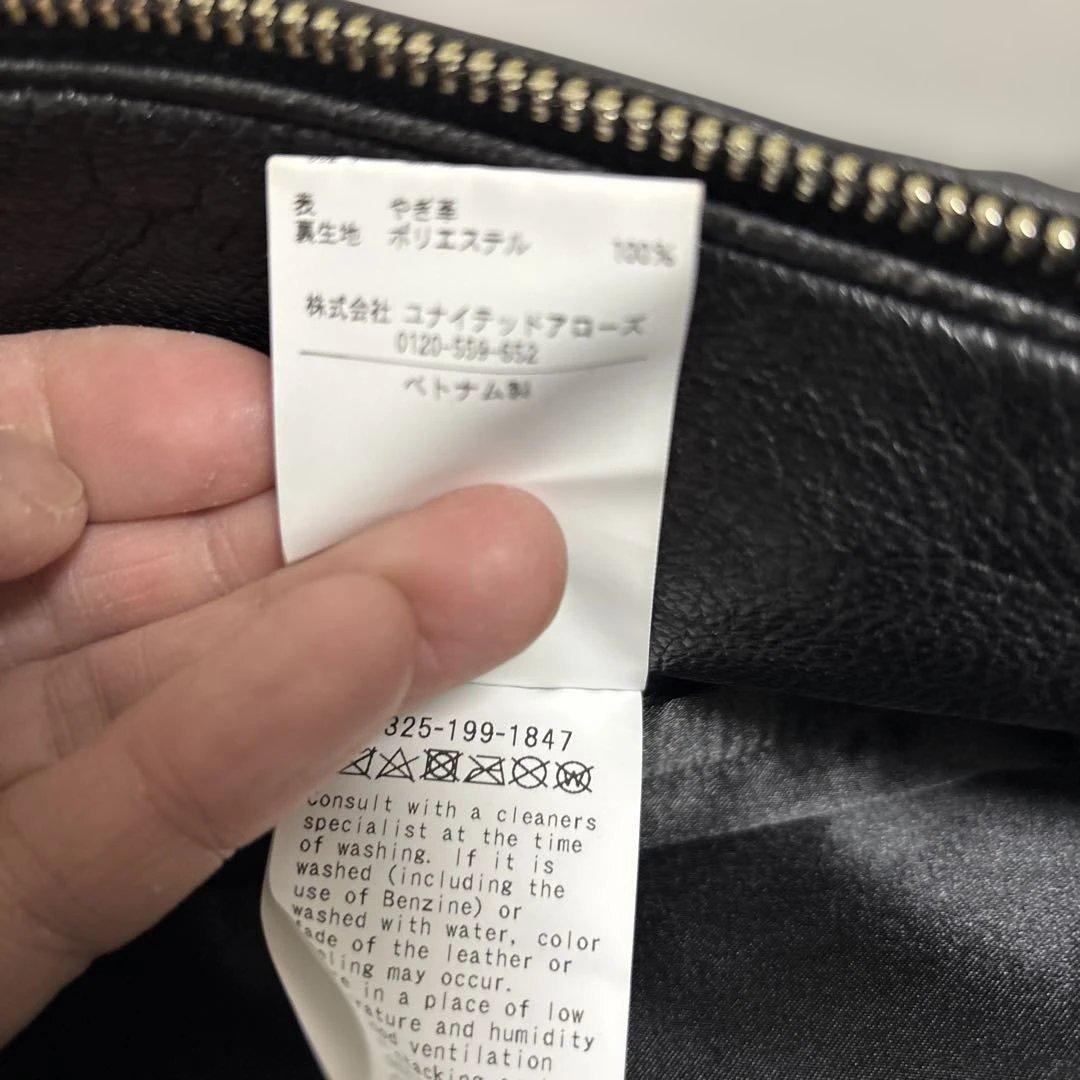 表 やぎ革
裏生地 ポリエステル 100%
株式会社 ユナイテッドアローズ
0120-559-652
ベトナム製
325-199-1847
Consult with a cleaners
specialist at the time
of washing. If it is
washed (including the
use of Benzine) or
washed with water, color
fade of the leather or
may occur.
in a place of low
and humidity
ventilation